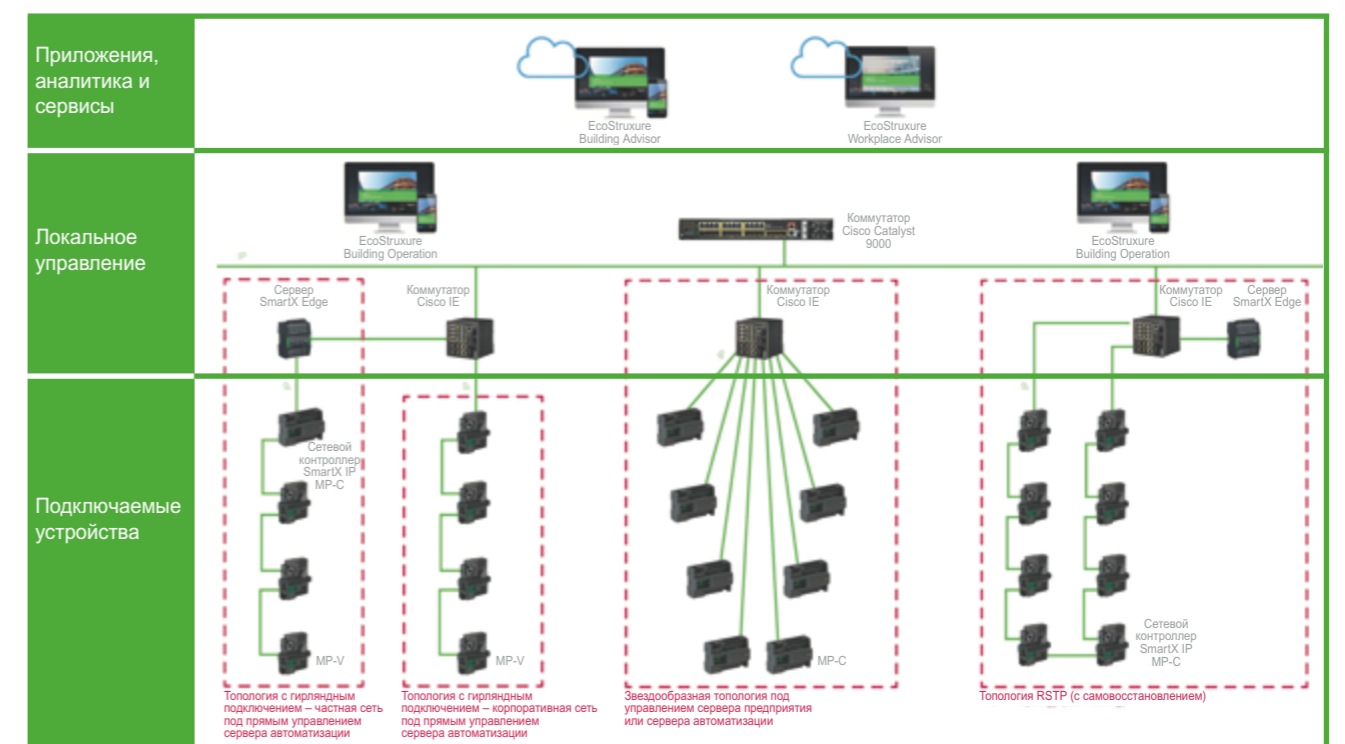 Приложения,
аналитика и
сервисы
EcoStruxure
Building Advisor
EcoStruxure
Workplace Advisor
Локальное
управление
EcoStruxure
Building Operation
Коммутатор
Cisco Catalyst
9000
EcoStruxure
Building Operation
Сервер
SmartX Edge
Коммутатор
Cisco IE
Коммутатор
Cisco IE
Коммутатор
Cisco IE
Сервер
SmartX Edge
Подключаемые
устройства
Сетевой
контроллер
SmartX IP
MP-C
MP-V
MP-V
MP-C
Сетевой
контроллер
SmartX IP
MP-C
Топология с гирляндным
подключением – частная сеть
под прямым управлением
сервера автоматизации
Топология с гирляндным
подключением – корпоративная сеть
под прямым управлением
сервера автоматизации
Звездообразная топология под
управлением сервера предприятия
или сервера автоматизации
Топология RSTP (с самовосстановлением)